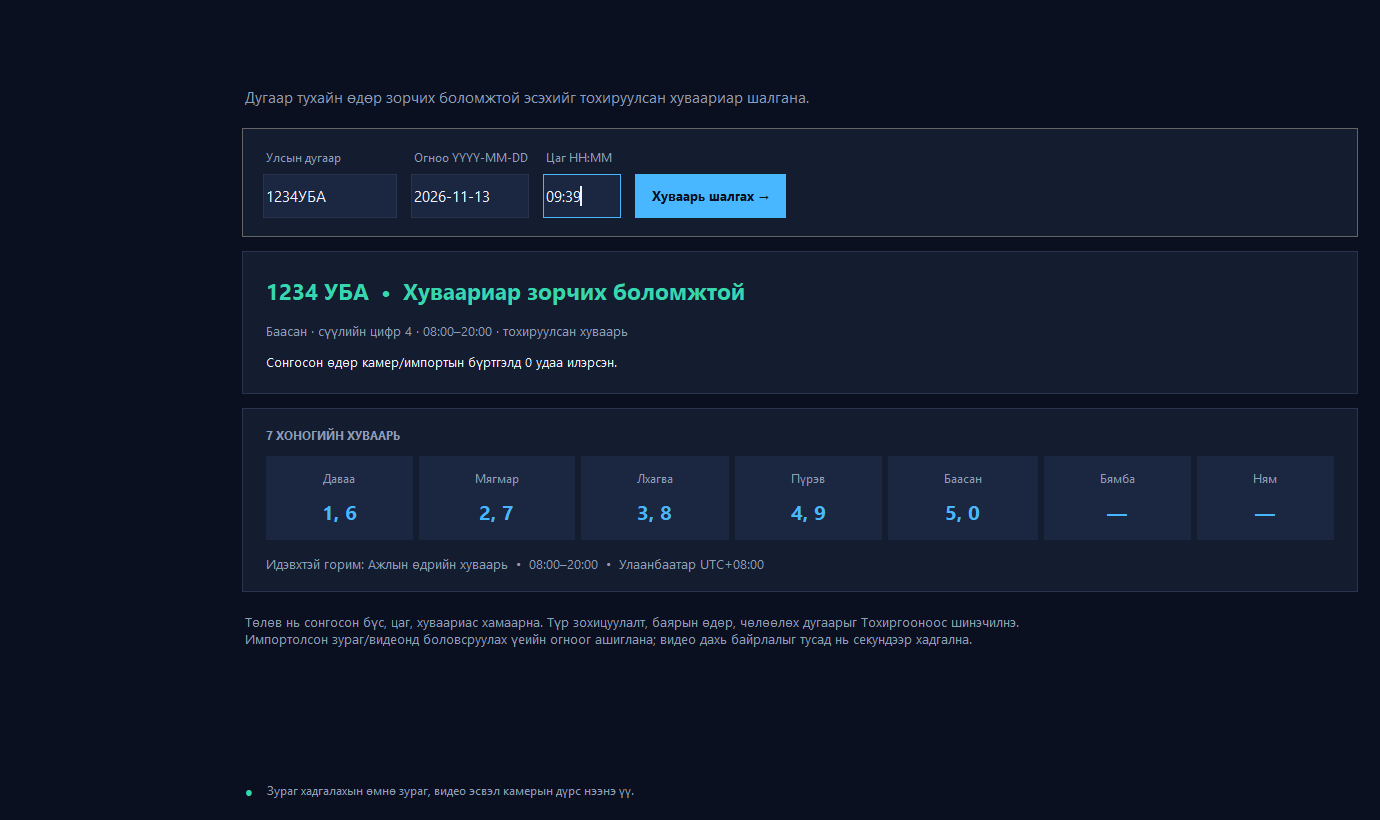 Дугаар тухайн өдөр зорчих боломжтой эсэхийг тохируулсан хуваариар шалгана.
Улсын дугаар Огноо YYYY-MM-DD Цаг HH:MM
1234УБА 2026-11-13 09:39 Хуваарь шалгах →
1234 УБА • Хуваариар зорчих боломжтой
Баасан · сүүлийн цифр 4 · 08:00–20:00 · тохируулсан хуваарь
Сонгосон өдөр камер/импортын бүртгэлд 0 удаа илэрсэн.
7 ХОНОГИЙН ХУВААРЬ
Даваа Мягмар Лхагва Пүрэв Баасан Бямба Ням
1, 6 2, 7 3, 8 4, 9 5, 0 — —
Идэвхтэй горим: Ажлын өдрийн хуваарь • 08:00–20:00 • Улаанбаатар UTC+08:00
Төлөв нь сонгосон бүс, цаг, хуваариас хамаарна. Түр зохицуулалт, баярын өдөр, чөлөөлөх дугаарыг Тохиргооноос шинэчилнэ.
Импортолсон зураг/видеонд боловсруулах үеийн огноог ашиглана; видео дахь байрлалыг тусад нь секундээр хадгална.
• Зураг хадгалахын өмнө зураг, видео эсвэл камерын дүрс нээнэ үү.